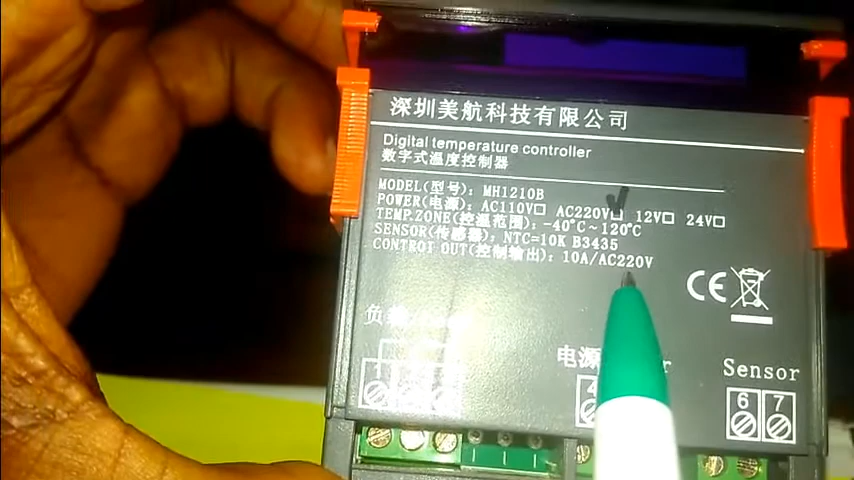 深圳美航科技有限公司
Digital temperature controller
数字式温度控制器
MODEL(型号): MH1210B
POWER(电源): AC110V□ AC220V☑ 12V□ 24V□
TEMP.ZONE(控温范围): -40°C~120°C
SENSOR(传感器): NTC=10K B3435
CONTROT OUT(控制输出): 10A/AC220V
CE
负
电源
Sensor
1
4
6 7